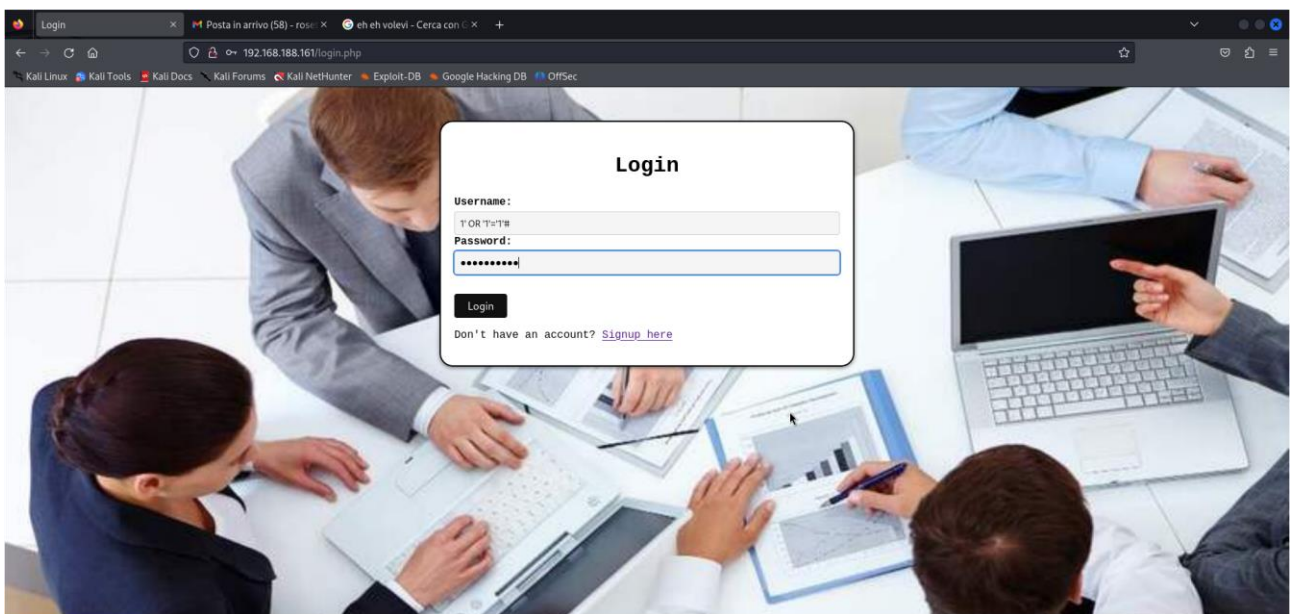 Login
Posta in arrivo (58) - rose
eh eh volevi - Cerca con G
192.168.188.161/login.php
Kali Linux Kali Tools Kali Docs Kali Forums Kali NetHunter Exploit-DB Google Hacking DB OffSec
Login
Username:
1' OR '1'='1'#
Password:
Login
Don't have an account? Signup here